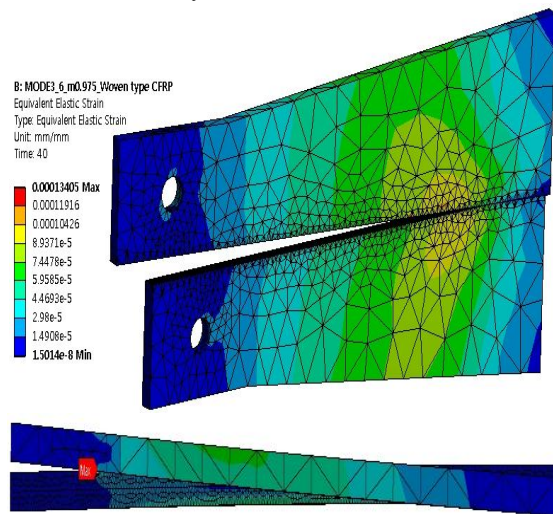 B: MODE3_6_m0.975_Woven type CFRP
Equivalent Elastic Strain
Type: Equivalent Elastic Strain
Unit: mm/mm
Time: 40
0.00013405 Max
0.00011916
0.00010426
8.9371e-5
7.4478e-5
5.9585e-5
4.4693e-5
2.98e-5
1.4908e-5
1.5014e-8 Min
Max